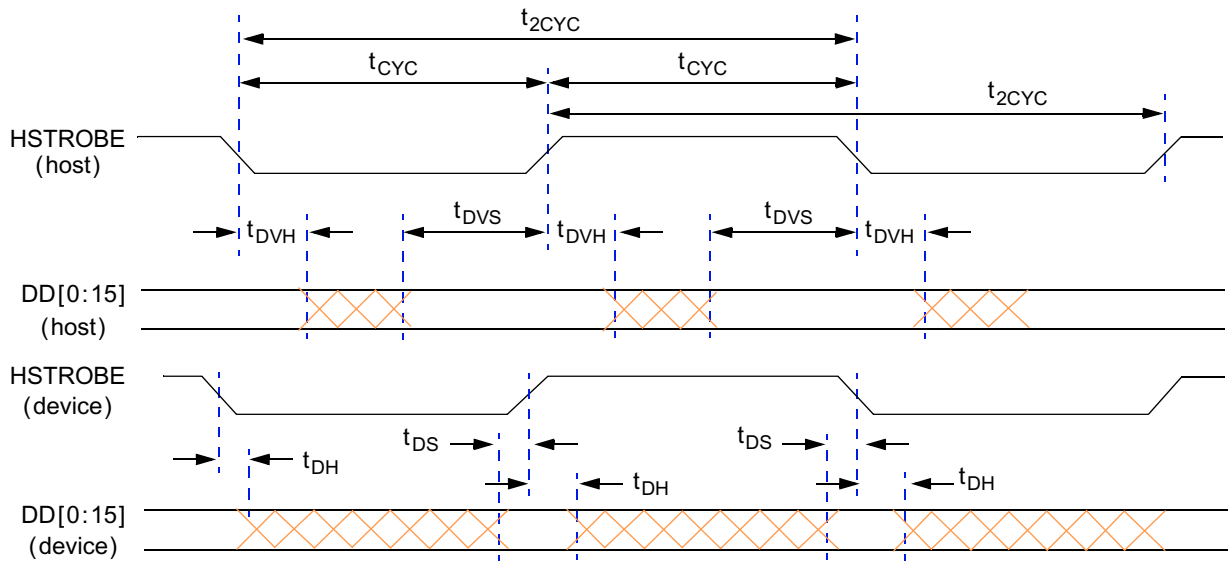 t2CYC
tCYC tCYC
t2CYC
HSTROBE
(host)
tDVH tDVS tDVH tDVS tDVH
DD[0:15]
(host)
HSTROBE
(device)
tDS tDS
tDH tDH tDH
DD[0:15]
(device)